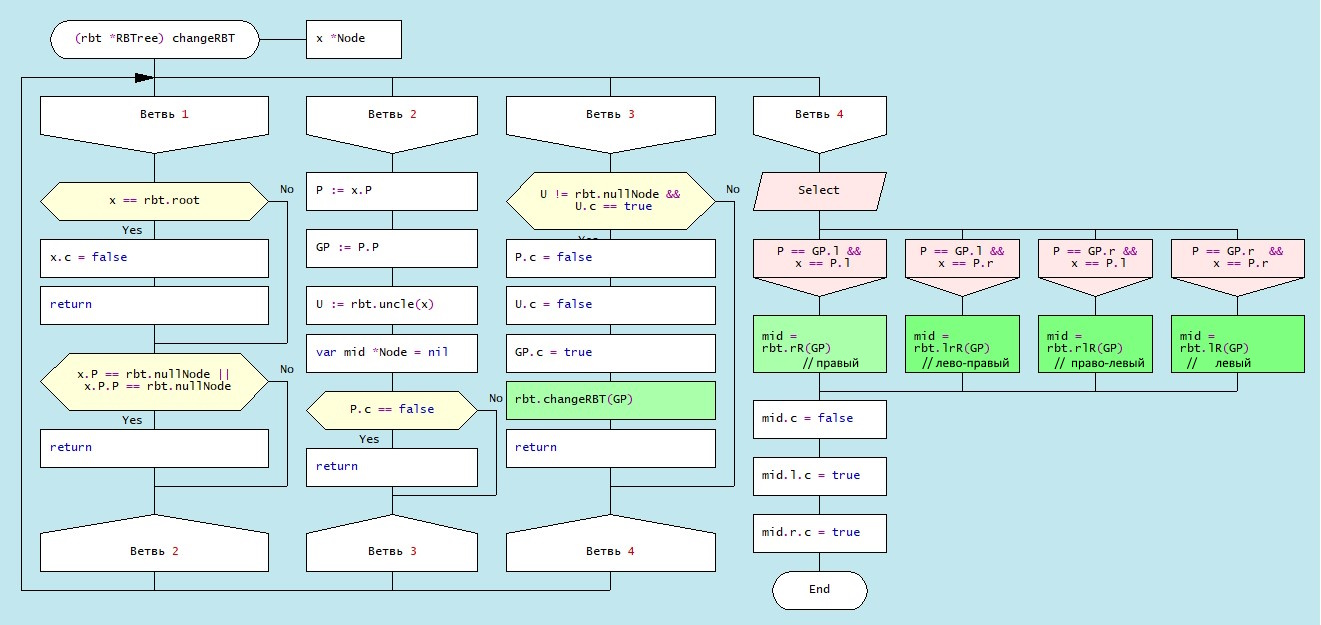 (rbt *RBTree) changeRBT
x *Node
Ветвь 1
x == rbt.root
No
Yes
x.c = false
return
x.P == rbt.nullNode ||
x.P.P == rbt.nullNode
No
Yes
return
Ветвь 2
Ветвь 2
P := x.P
GP := P.P
U := rbt.uncle(x)
var mid *Node = nil
P.c == false
No
Yes
return
Ветвь 3
Ветвь 3
U != rbt.nullNode &&
U.c == true
No
Yes
P.c = false
U.c = false
GP.c = true
rbt.changeRBT(GP)
return
Ветвь 4
Ветвь 4
Select
P == GP.l &&
x == P.l
mid =
rbt.rR(GP)
// правый
P == GP.l &&
x == P.r
mid =
rbt.lrR(GP)
// лево-правый
P == GP.r &&
x == P.l
mid =
rbt.rlR(GP)
// право-левый
P == GP.r &&
x == P.r
mid =
rbt.lR(GP)
// левый
mid.c = false
mid.l.c = true
mid.r.c = true
End